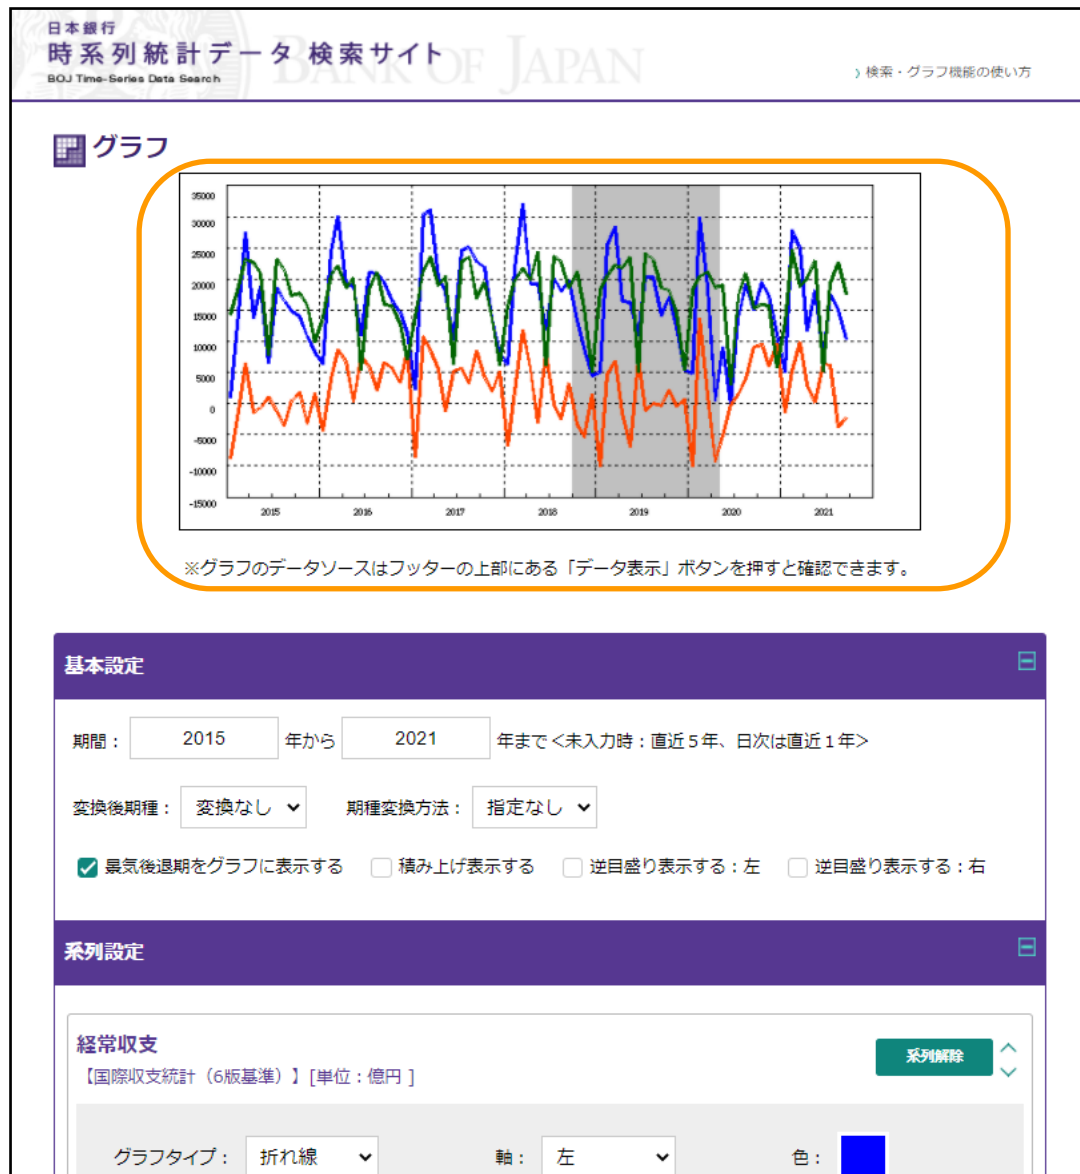 日本銀行
時系列統計データ 検索サイト
BOJ Time-Series Data Search
BANK OF JAPAN
検索・グラフ機能の使い方
グラフ
35000
30000
25000
20000
15000
10000
5000
0
-5000
-10000
-15000
2015 2016 2017 2018 2019 2020 2021
※グラフのデータソースはフッターの上部にある「データ表示」ボタンを押すと確認できます。
基本設定
期間： 2015 年から 2021 年まで<未入力時：直近５年、日次は直近１年>
変換後期種： 変換なし 期種変換方法： 指定なし
景気後退期をグラフに表示する 積み上げ表示する 逆目盛り表示する：左 逆目盛り表示する：右
系列設定
経常収支
系列解除
【国際収支統計（6版基準）】[単位：億円 ]
グラフタイプ： 折れ線 軸： 左 色：